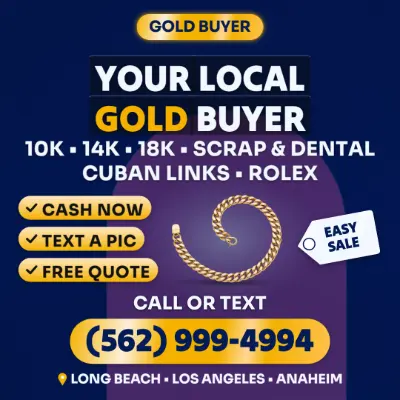 GOLD BUYER
YOUR LOCAL
GOLD BUYER
10K ▪ 14K ▪ 18K ▪ SCRAP & DENTAL
CUBAN LINKS ▪ ROLEX
✓ CASH NOW
✓ TEXT A PIC
✓ FREE QUOTE
EASY
SALE
CALL OR TEXT
(562) 999-4994
LONG BEACH ▪ LOS ANGELES ▪ ANAHEIM